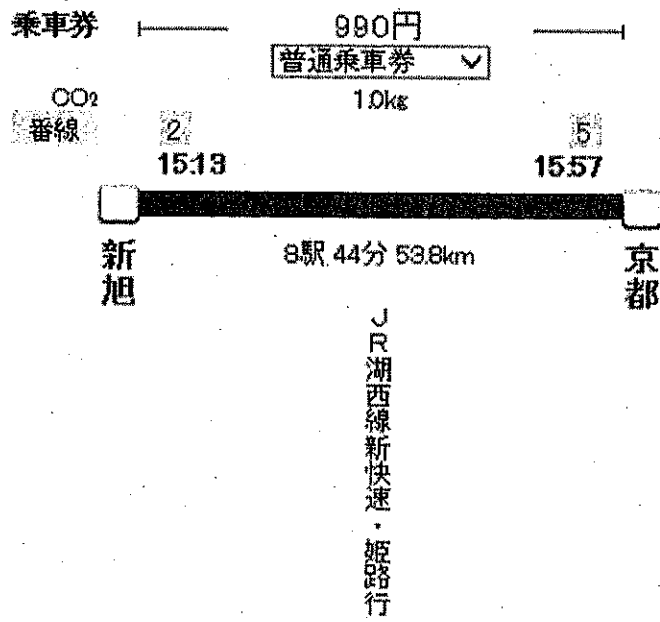 乗車券 990円
普通乗車券
CO2 1.0kg
番線 2 5
15:13 15:57
新旭 8駅 44分 53.8km 京都
JR湖西線新快速・姫路行